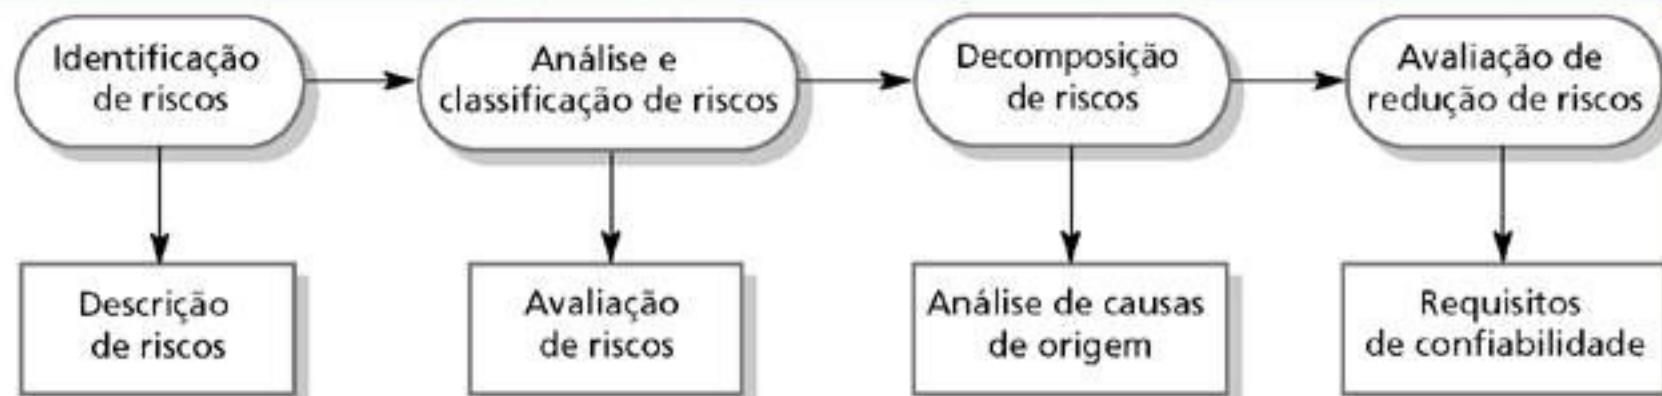 Identificação
de riscos
Análise e
classificação de riscos
Decomposição
de riscos
Avaliação de
redução de riscos
Descrição
de riscos
Avaliação
de riscos
Análise de causas
de origem
Requisitos
de confiabilidade